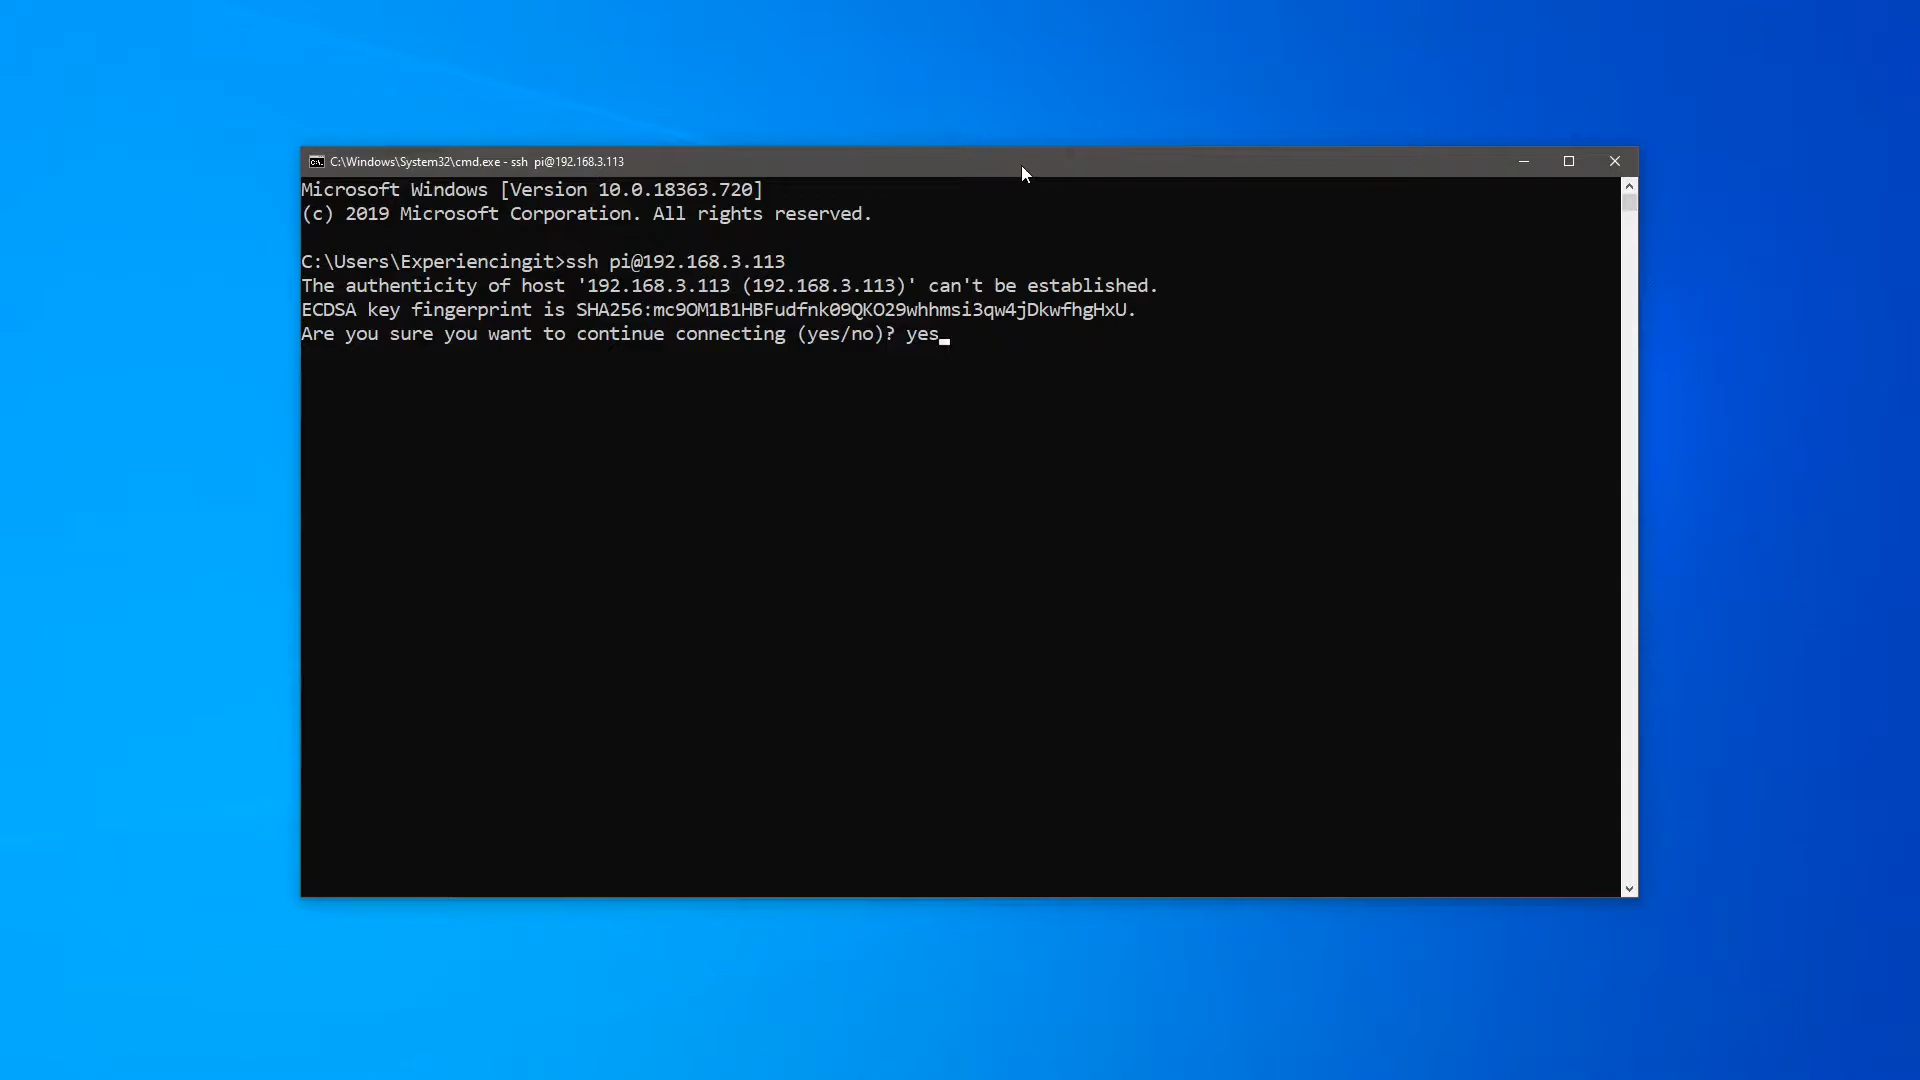 C:\Windows\System32\cmd.exe - ssh  pi@192.168.3.113
Microsoft Windows [Version 10.0.18363.720]
(c) 2019 Microsoft Corporation. All rights reserved.
C:\Users\Experiencingit>ssh pi@192.168.3.113
The authenticity of host '192.168.3.113 (192.168.3.113)' can't be established.
ECDSA key fingerprint is SHA256:mc9OM1B1HBFudfnk09QKO29whhmsi3qw4jDkwfhgHxU.
Are you sure you want to continue connecting (yes/no)? yes